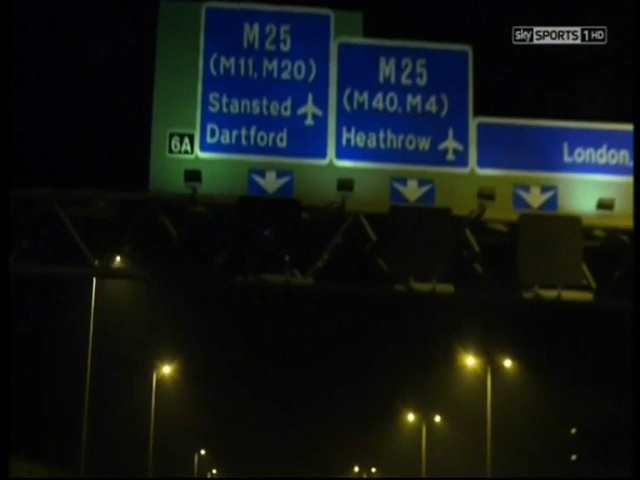 sky SPORTS 1 HD
M25
(M11, M20)
Stansted
Dartford
6A
M25
(M40, M4)
Heathrow
London,